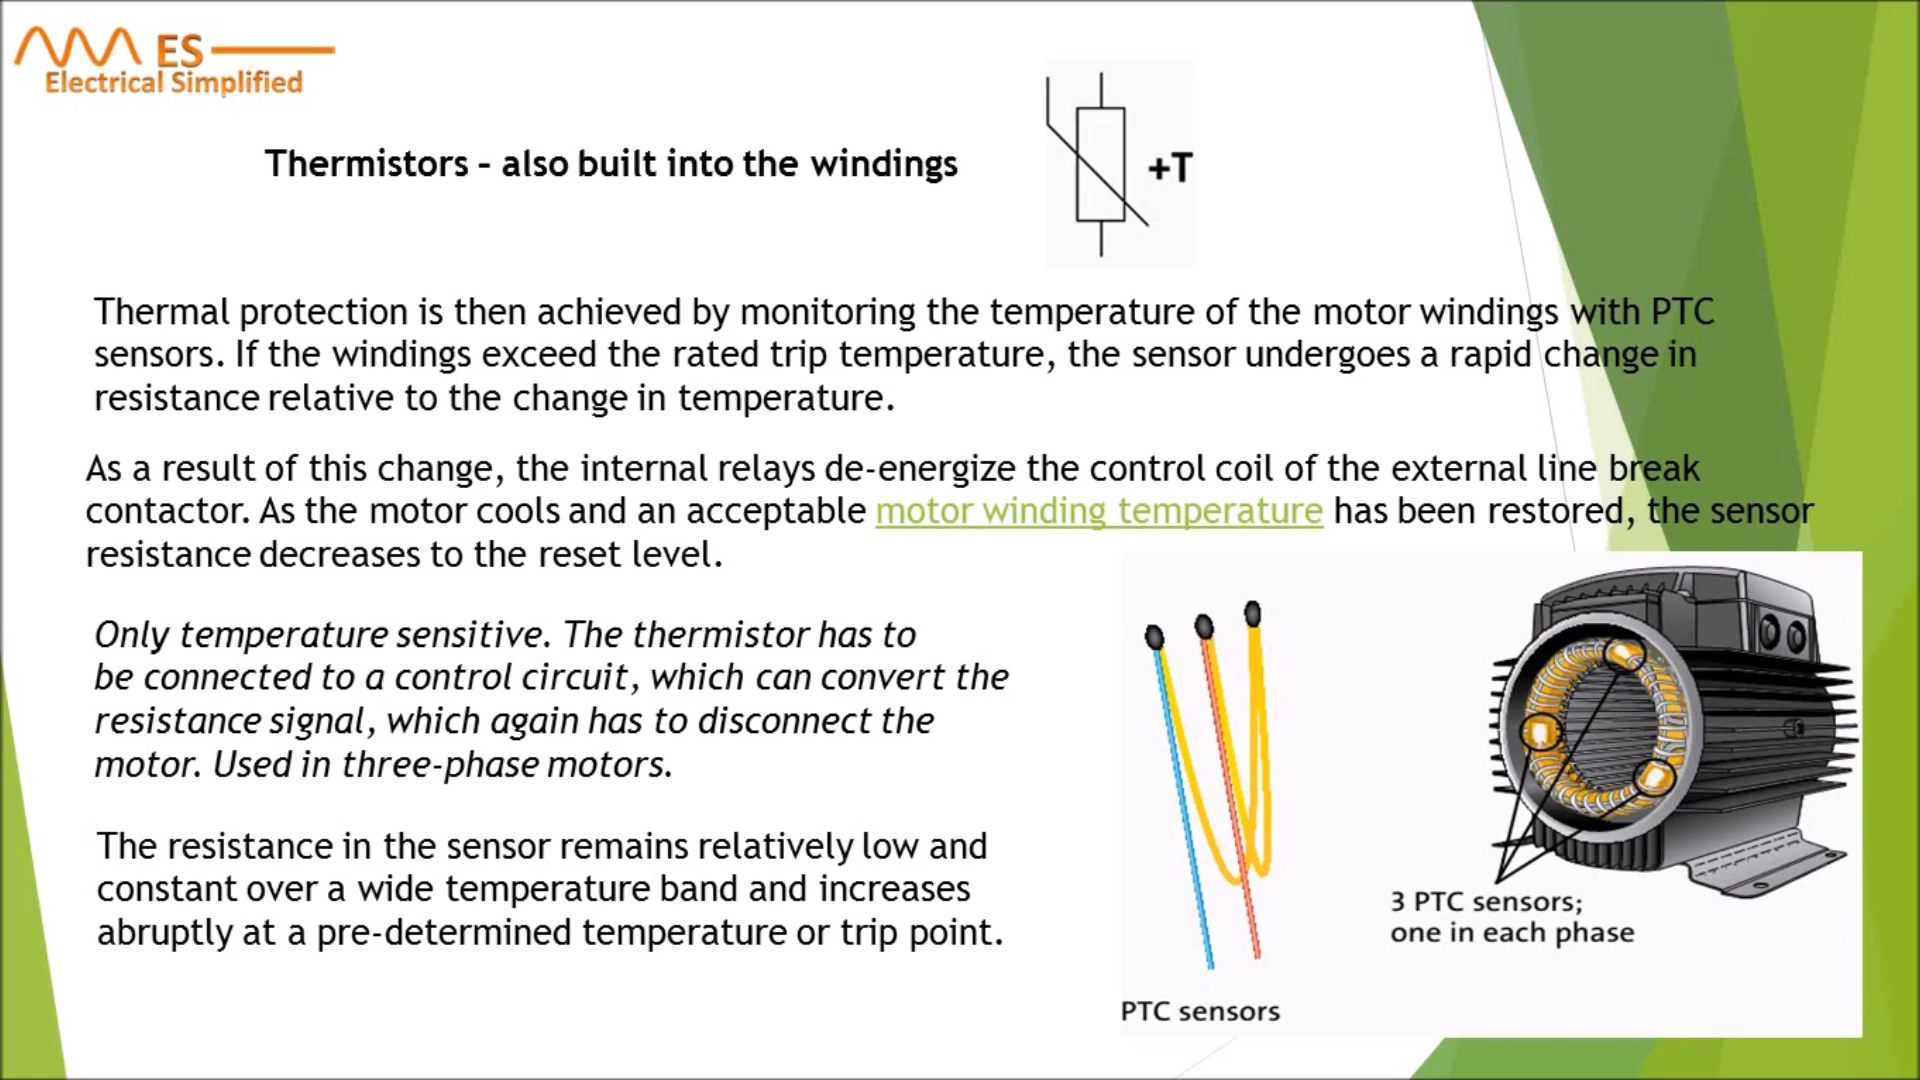 ES
Electrical Simplified
Thermistors – also built into the windings
+T
Thermal protection is then achieved by monitoring the temperature of the motor windings with PTC
sensors. If the windings exceed the rated trip temperature, the sensor undergoes a rapid change in
resistance relative to the change in temperature.
As a result of this change, the internal relays de-energize the control coil of the external line break
contactor. As the motor cools and an acceptable motor winding temperature has been restored, the sensor
resistance decreases to the reset level.
Only temperature sensitive. The thermistor has to
be connected to a control circuit, which can convert the
resistance signal, which again has to disconnect the
motor. Used in three-phase motors.
The resistance in the sensor remains relatively low and
constant over a wide temperature band and increases
abruptly at a pre-determined temperature or trip point.
3 PTC sensors;
one in each phase
PTC sensors